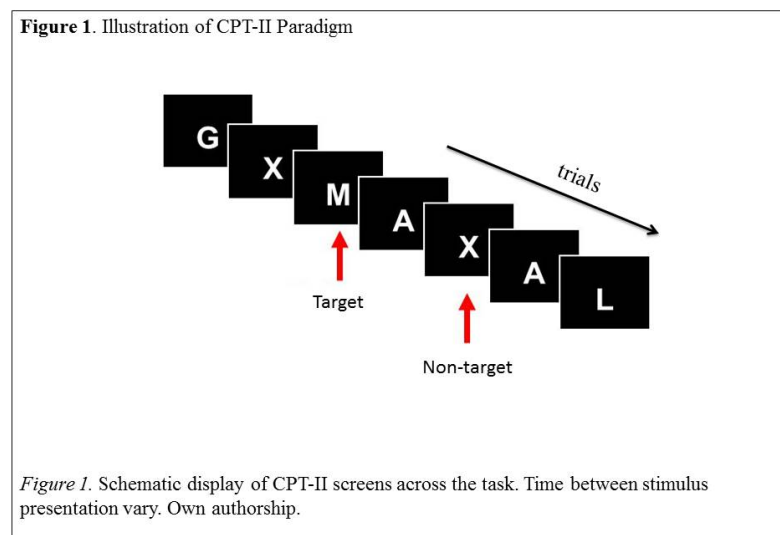 Figure 1. Illustration of CPT-II Paradigm
G
X
M
A
X
A
L
trials
Target
Non-target
Figure 1. Schematic display of CPT-II screens across the task. Time between stimulus
presentation vary. Own authorship.